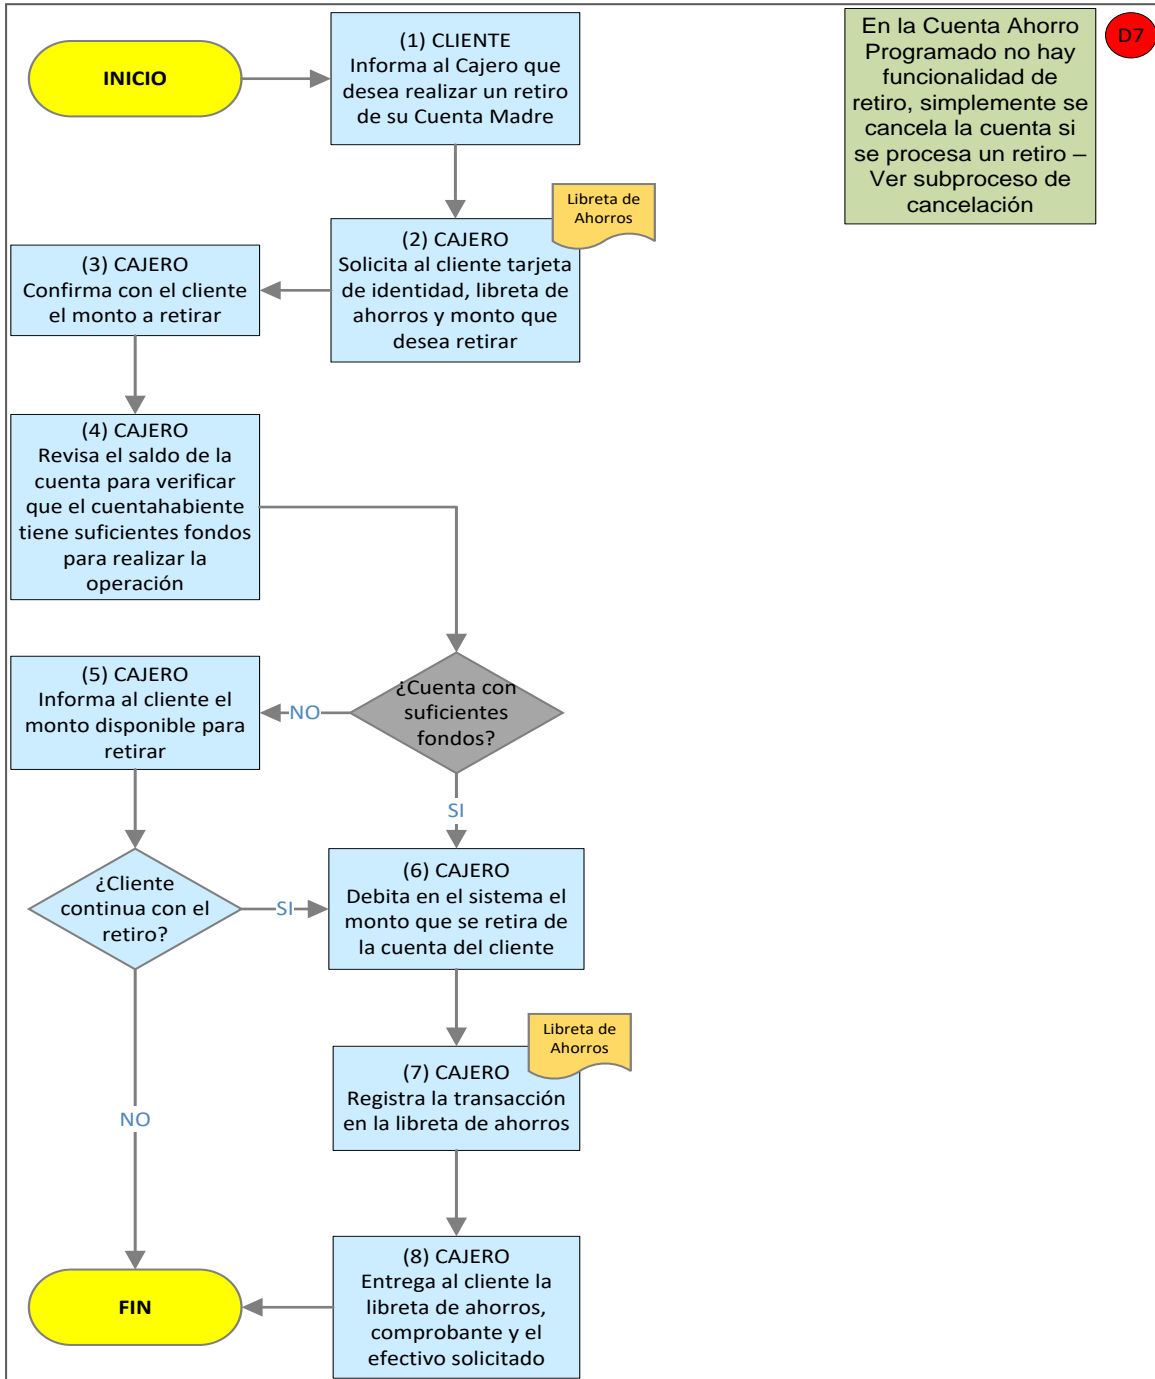 INICIO
(1) CLIENTE
Informa al Cajero que
desea realizar un retiro
de su Cuenta Madre
En la Cuenta Ahorro
Programado no hay
funcionalidad de
retiro, simplemente se
cancela la cuenta si
se procesa un retiro –
Ver subproceso de
cancelación
D7
Libreta de
Ahorros
(2) CAJERO
Solicita al cliente tarjeta
de identidad, libreta de
ahorros y monto que
desea retirar
(3) CAJERO
Confirma con el cliente
el monto a retirar
(4) CAJERO
Revisa el saldo de la
cuenta para verificar
que el cuentahabiente
tiene suficientes fondos
para realizar la
operación
¿Cuenta con
suficientes
fondos?
NO
(5) CAJERO
Informa al cliente el
monto disponible para
retirar
SI
¿Cliente
continua con el
retiro?
SI
(6) CAJERO
Debita en el sistema el
monto que se retira de
la cuenta del cliente
Libreta de
Ahorros
(7) CAJERO
Registra la transacción
en la libreta de ahorros
NO
(8) CAJERO
Entrega al cliente la
libreta de ahorros,
comprobante y el
efectivo solicitado
FIN